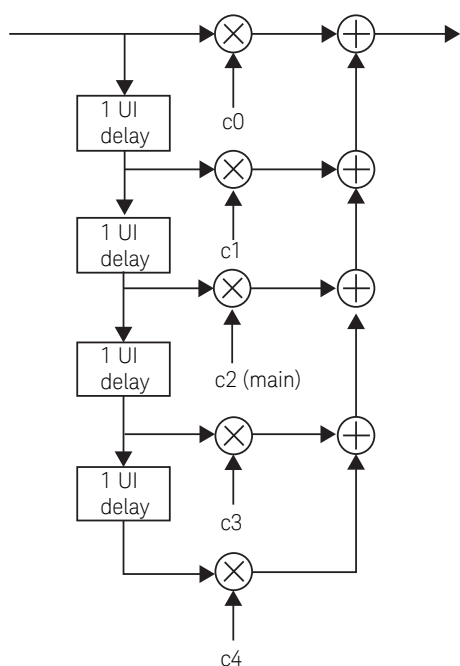 1 UI
delay
c0
1 UI
delay
c1
1 UI
delay
c2 (main)
1 UI
delay
c3
c4